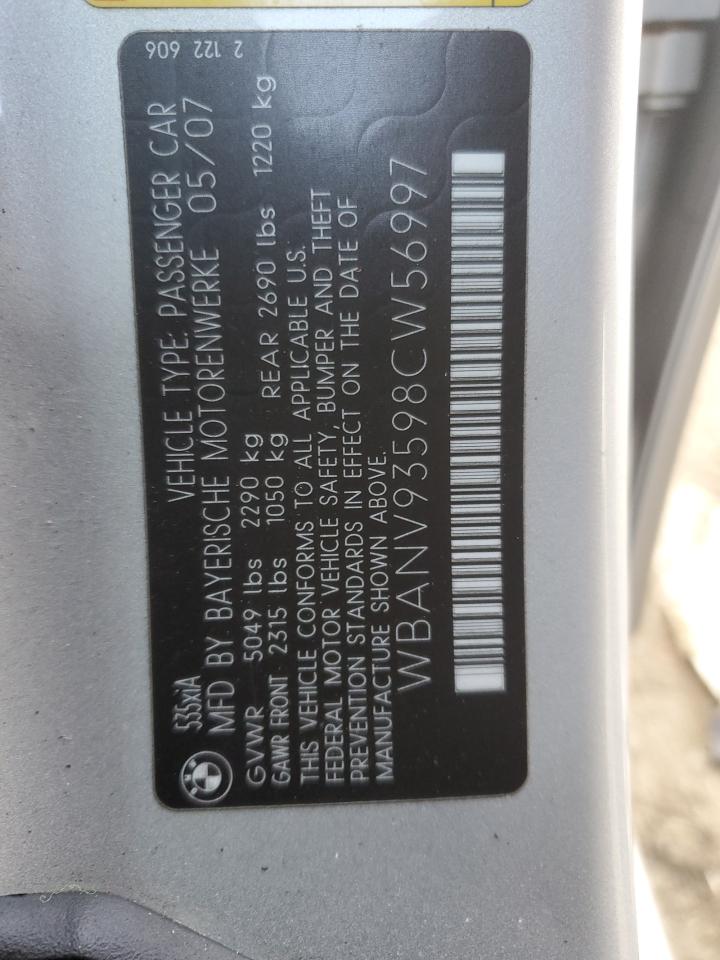 2 122 606
535xiA VEHICLE TYPE: PASSENGER CAR
MFD BY BAYERISCHE MOTORENWERKE 05/07
GVWR 5049 lbs 2290 kg
GAWR FRONT 2315 lbs 1050 kg REAR 2690 lbs 1220 kg
THIS VEHICLE CONFORMS TO ALL APPLICABLE U.S.
FEDERAL MOTOR VEHICLE SAFETY, BUMPER AND THEFT
PREVENTION STANDARDS IN EFFECT ON THE DATE OF
MANUFACTURE SHOWN ABOVE.
WBANV93598CW56997